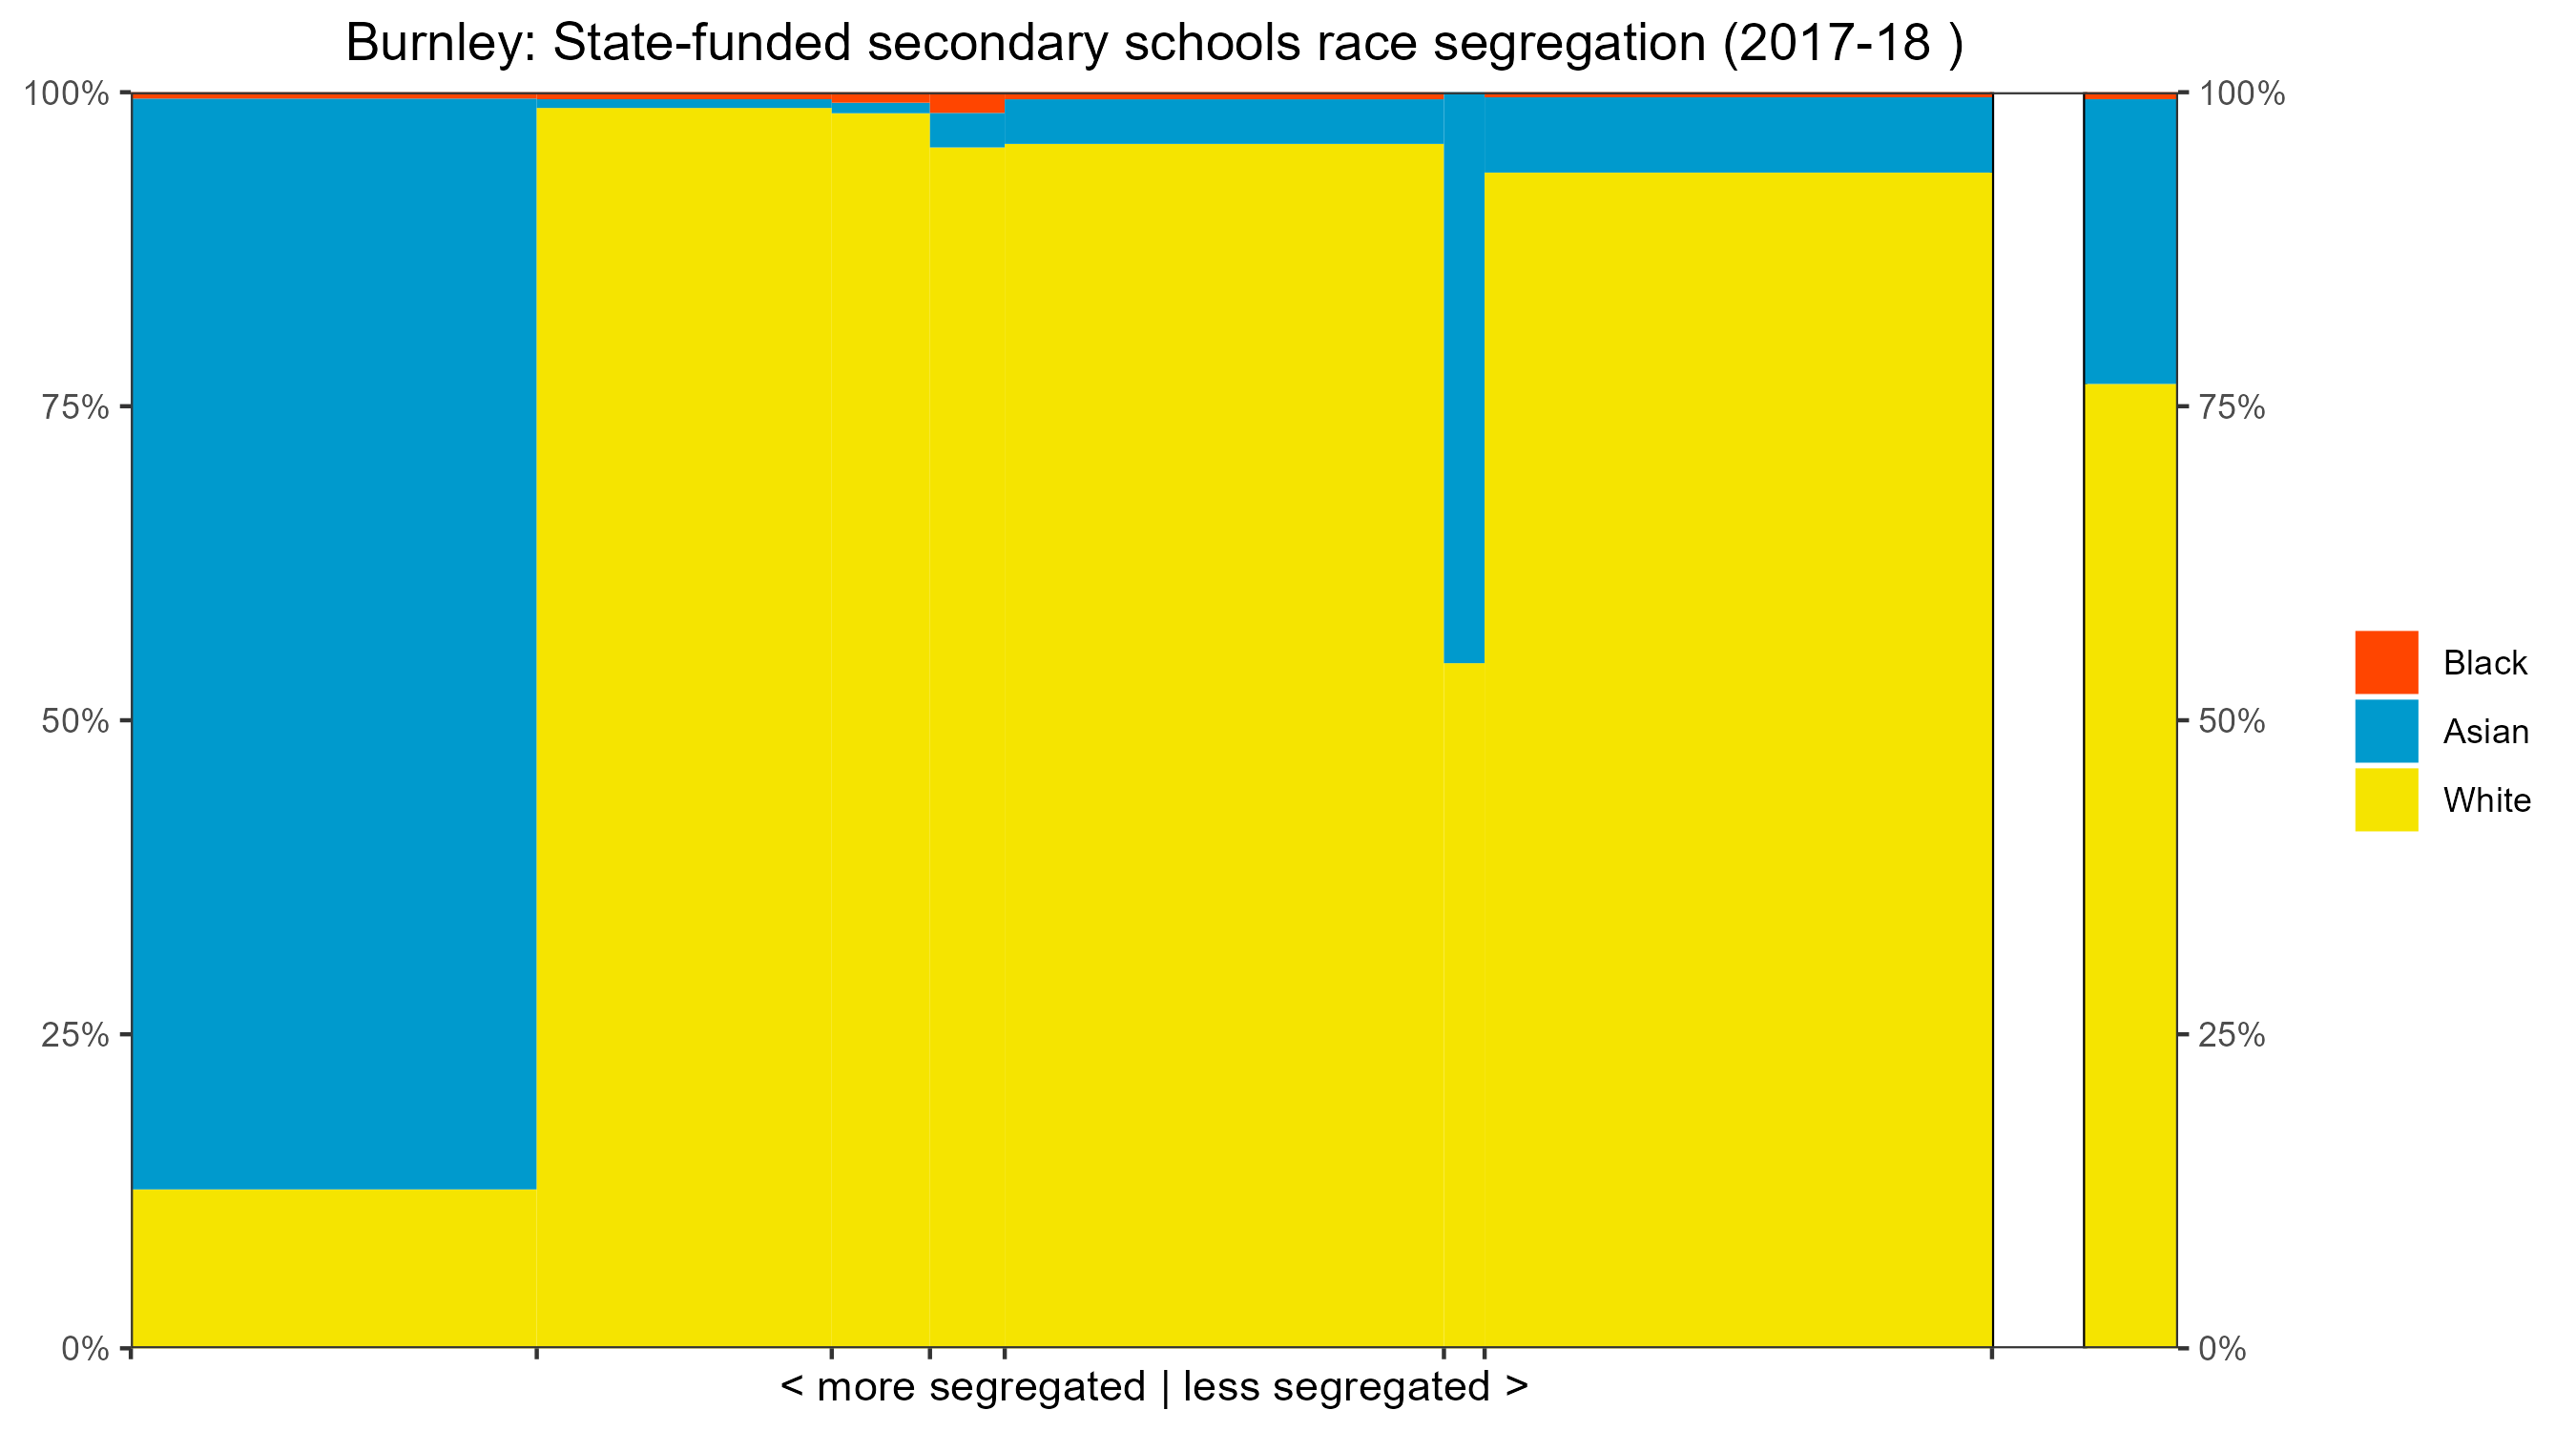 Burnley: State-funded secondary schools race segregation (2017-18 )
100%
75%
50%
25%
0%
100%
75%
50%
25%
0%
Black
Asian
White
< more segregated | less segregated >